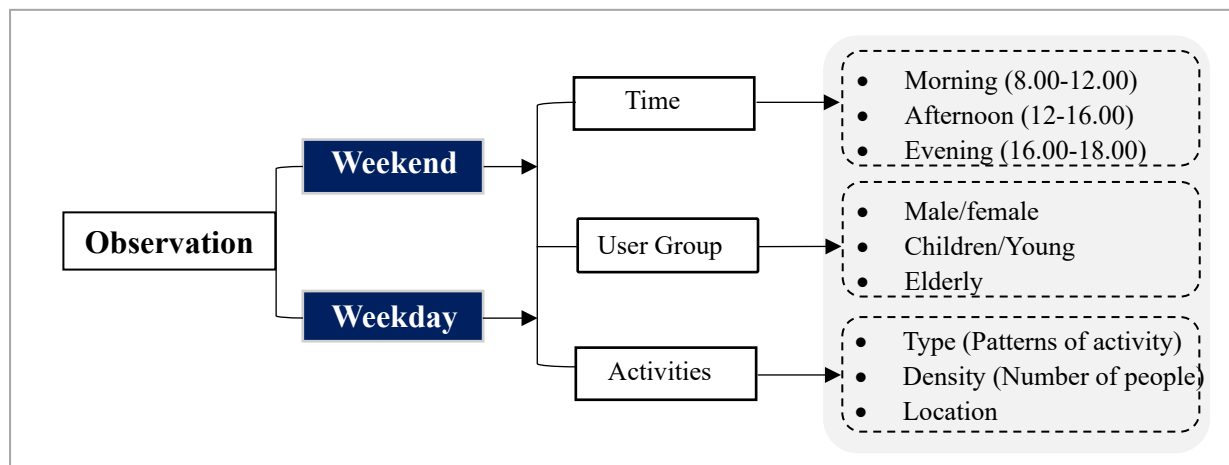 Observation
Weekend
Weekday
Time
User Group
Activities
• Morning (8.00-12.00)
• Afternoon (12-16.00)
• Evening (16.00-18.00)
• Male/female
• Children/Young
• Elderly
• Type (Patterns of activity)
• Density (Number of people)
• Location